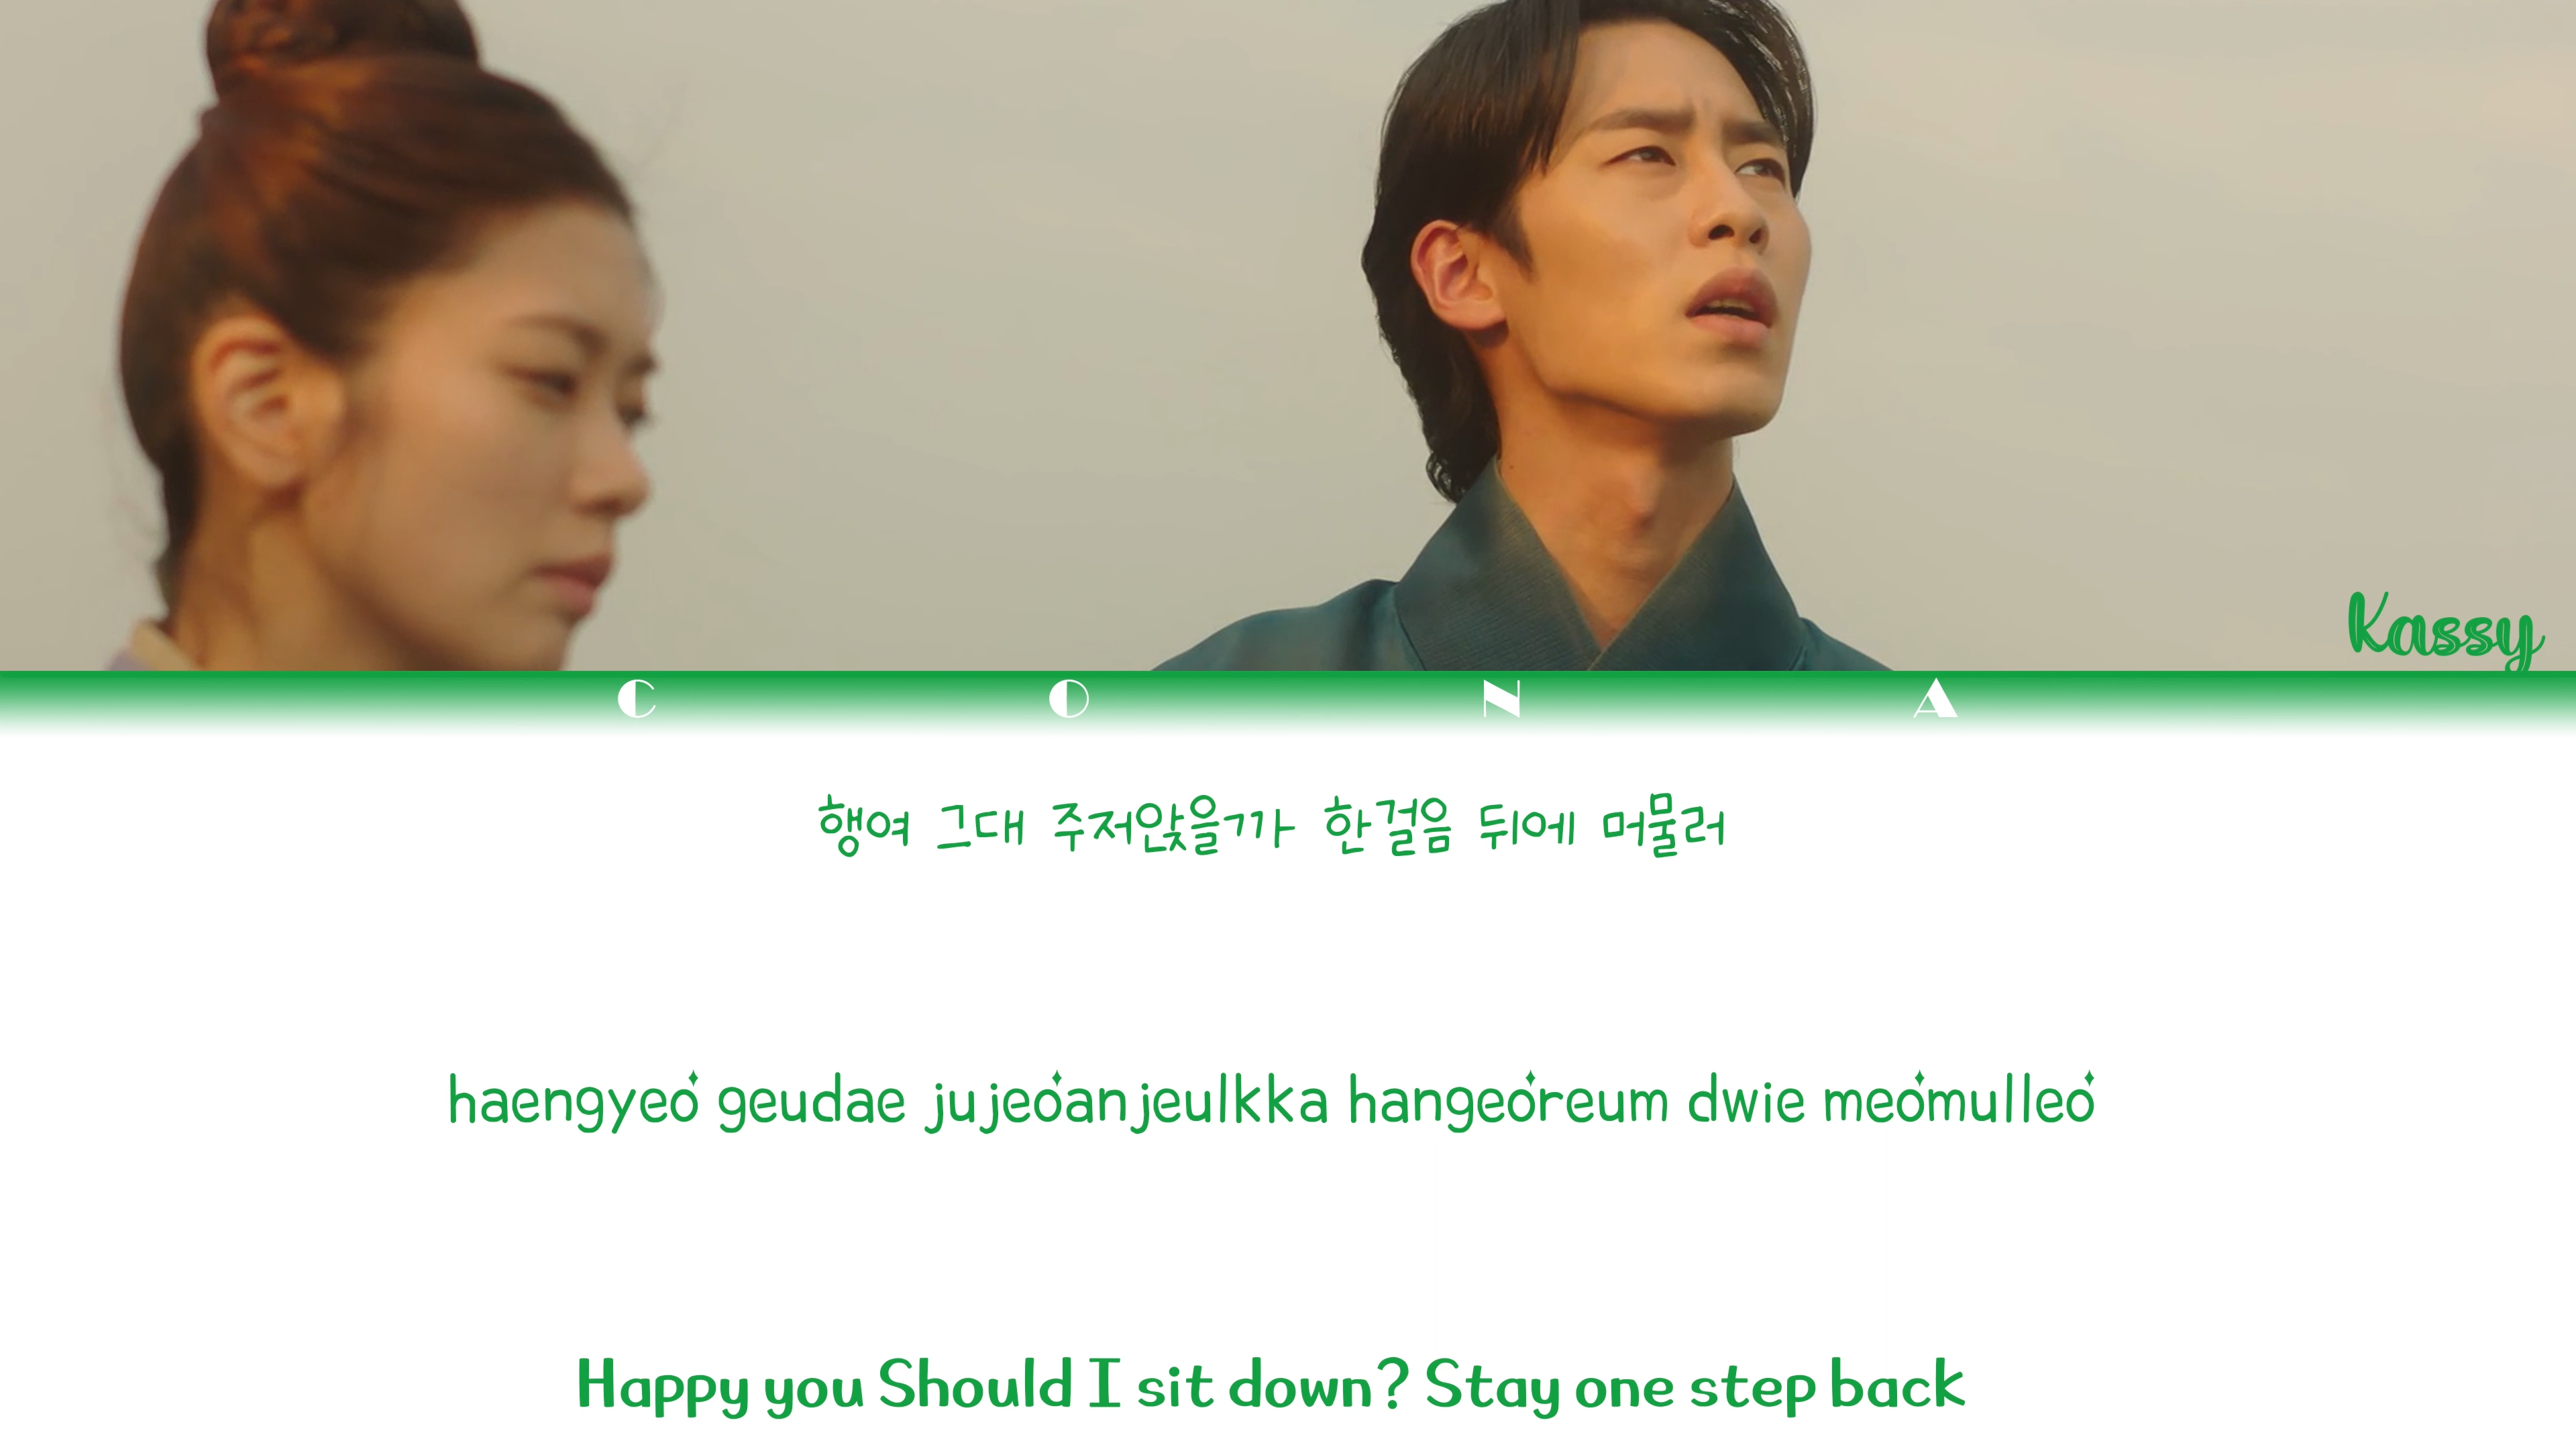 Kassy
C O N A
행여 그대 주저앉을까 한걸음 뒤에 머물러
haengyeo geudae jujeoanjeulkka hangeoreum dwie meomulleo
Happy you Should I sit down? Stay one step back